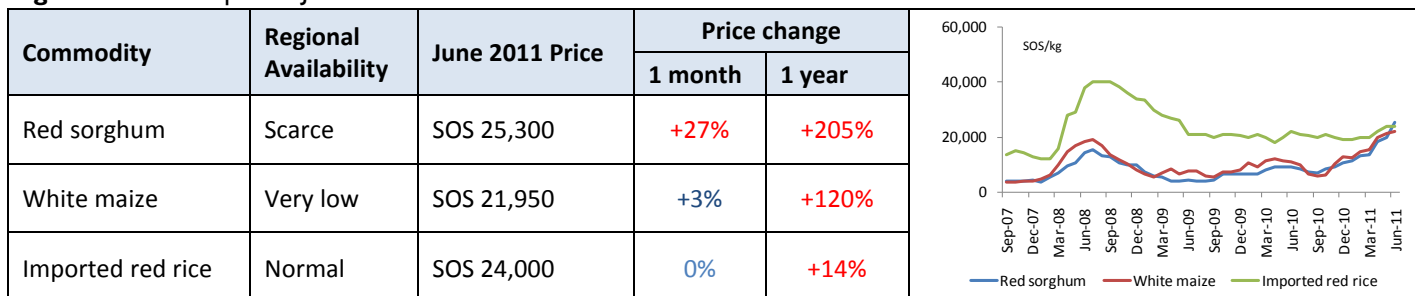 Commodity Regional Availability June 2011 Price Price change
1 month 1 year
Red sorghum Scarce SOS 25,300 +27% +205%
White maize Very low SOS 21,950 +3% +120%
Imported red rice Normal SOS 24,000 0% +14%
60,000
SOS/kg
40,000
20,000
0
Sep-07 Dec-07 Mar-08 Jun-08 Sep-08 Dec-08 Mar-09 Jun-09 Sep-09 Dec-09 Mar-10 Jun-10 Sep-10 Dec-10 Mar-11 Jun-11
Red sorghum White maize Imported red rice